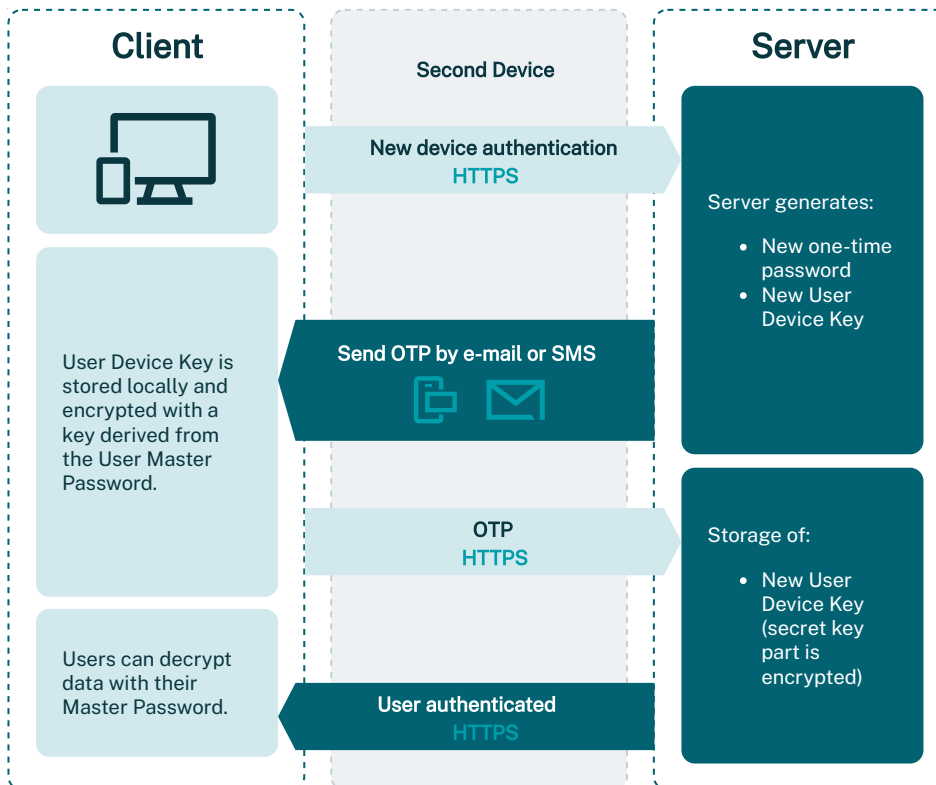 Client
Second Device
Server
New device authentication
HTTPS
Server generates:
• New one-time
password
• New User
Device Key
Send OTP by e-mail or SMS
User Device Key is
stored locally and
encrypted with a
key derived from
the User Master
Password.
OTP
HTTPS
Storage of:
• New User
Device Key
(secret key
part is
encrypted)
Users can decrypt
data with their
Master Password.
User authenticated
HTTPS